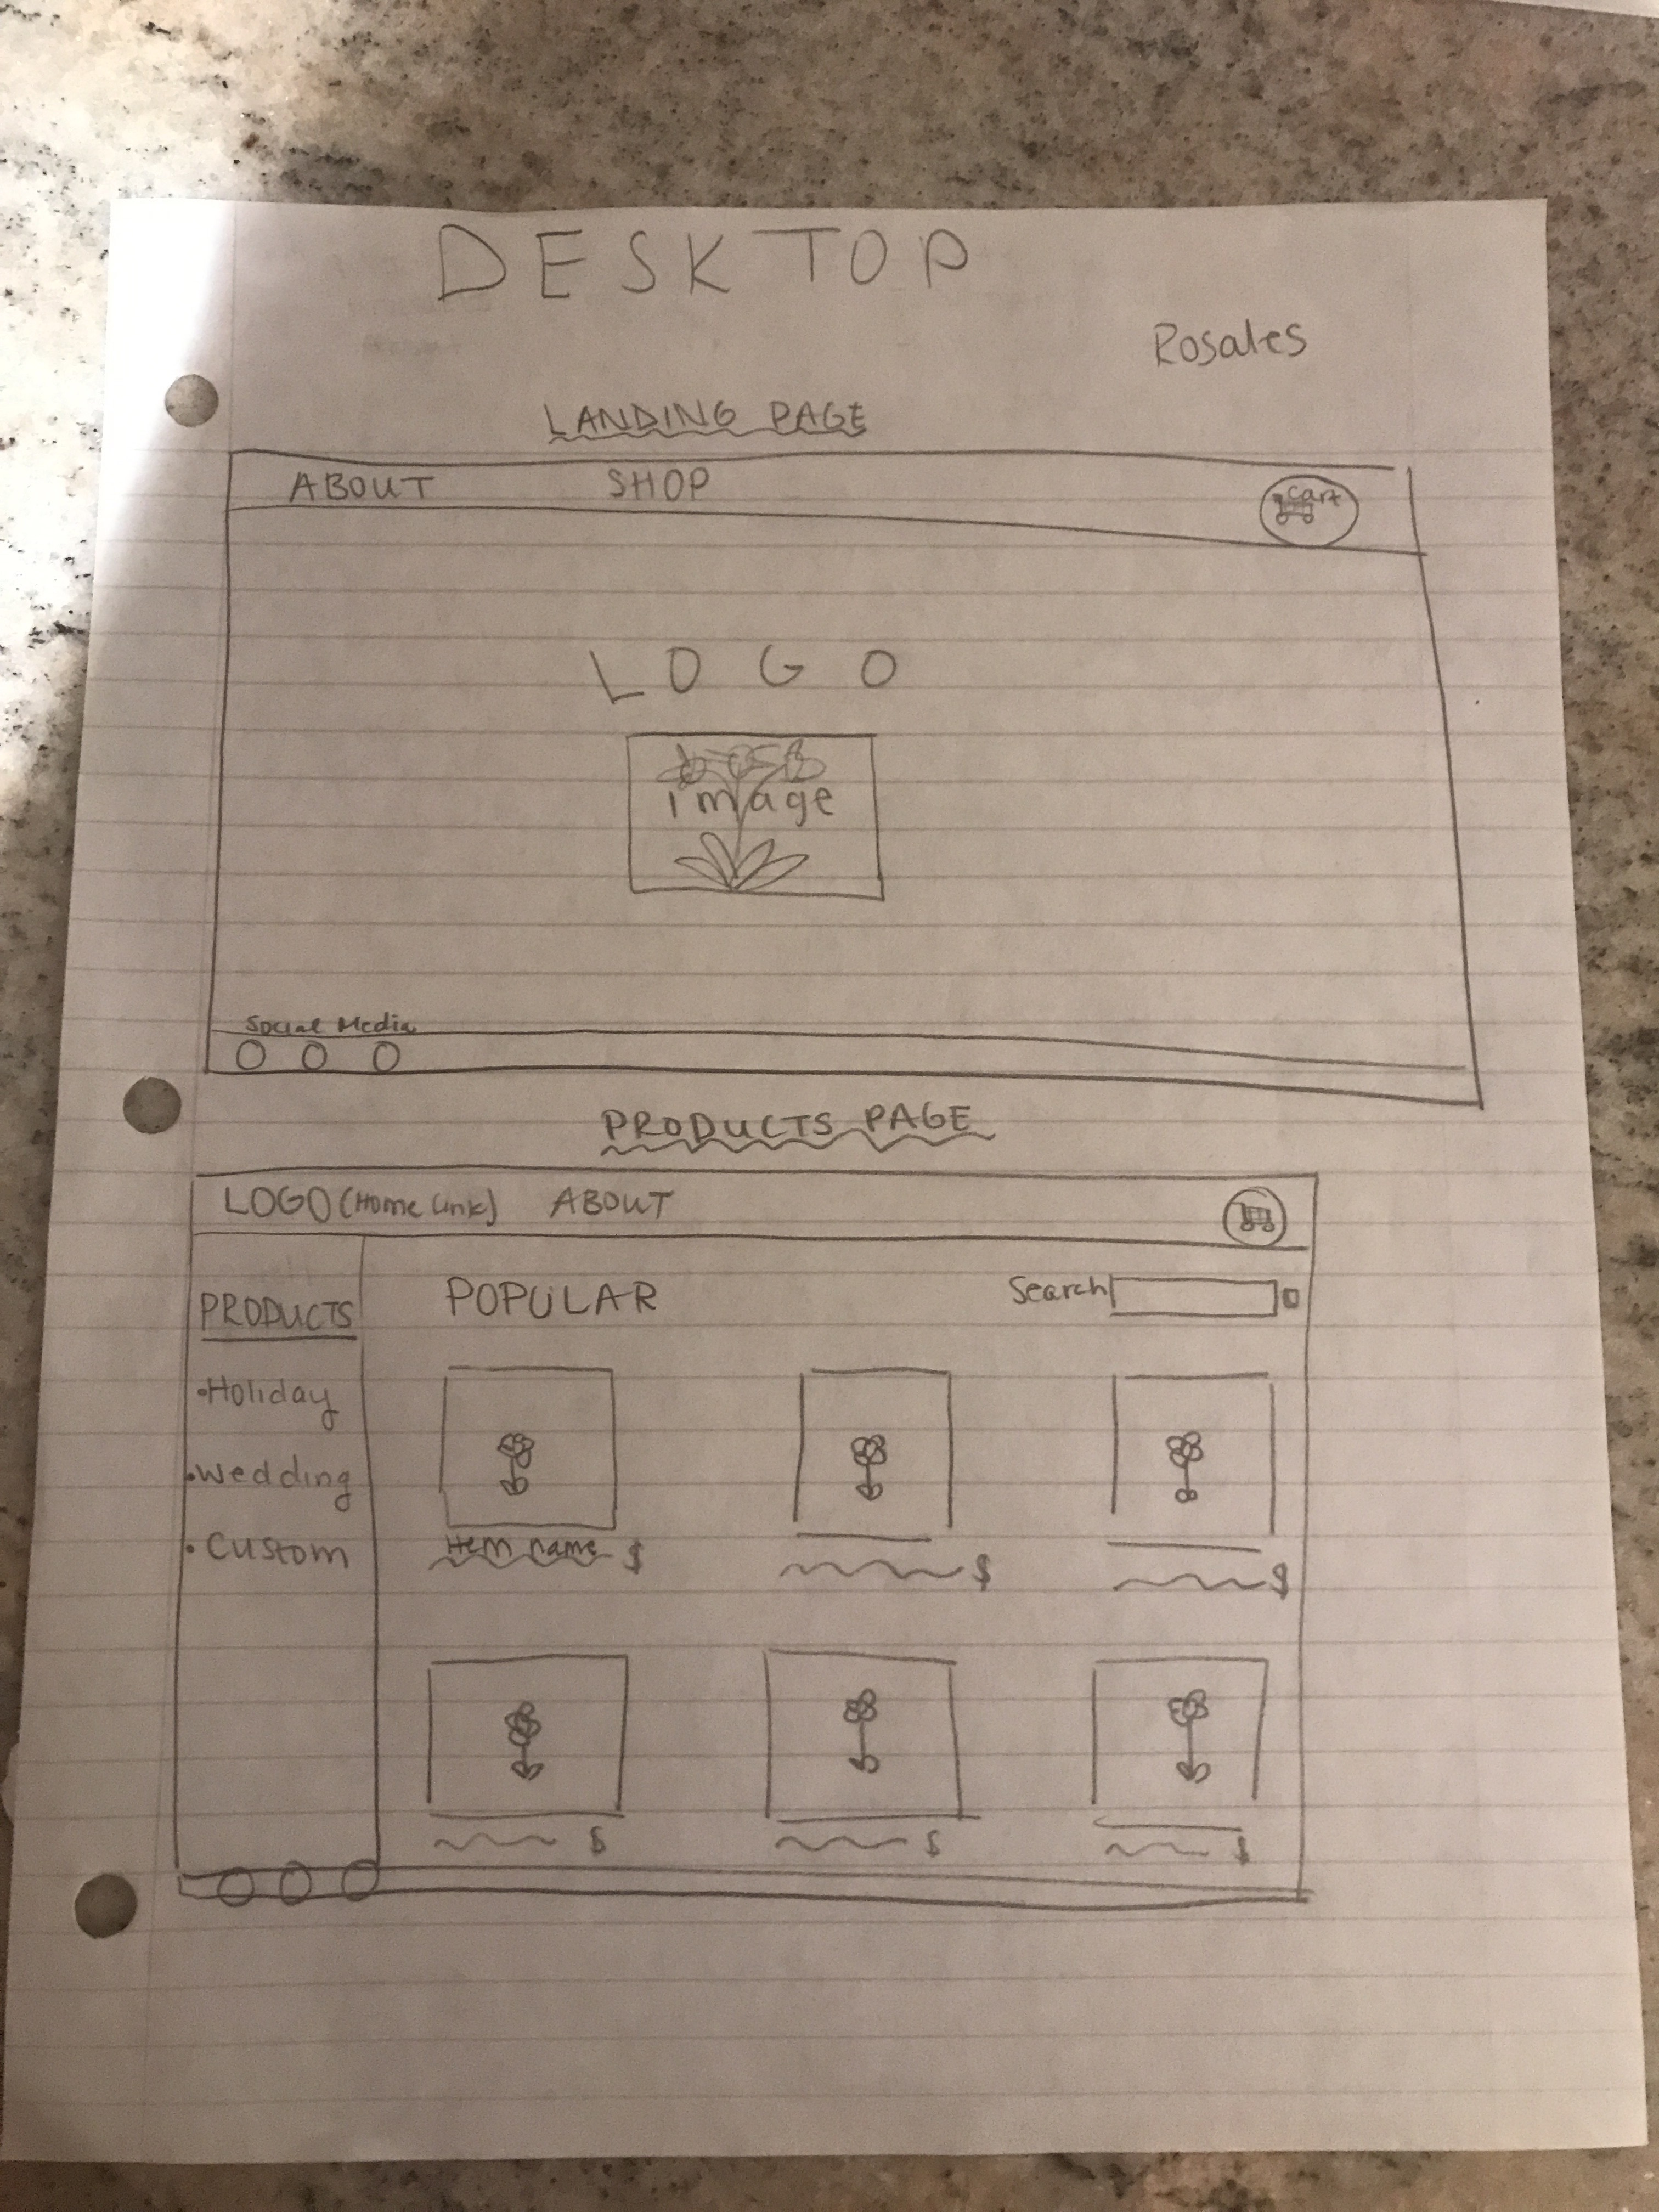 DESKTOP
Rosales
LANDING PAGE
ABOUT SHOP cart
LOGO
image
Social Media
PRODUCTS PAGE
LOGO (Home Link) ABOUT
PRODUCTS
POPULAR
Search
•Holiday
•Wedding
•Custom
Item name $
$
$
$
$
$